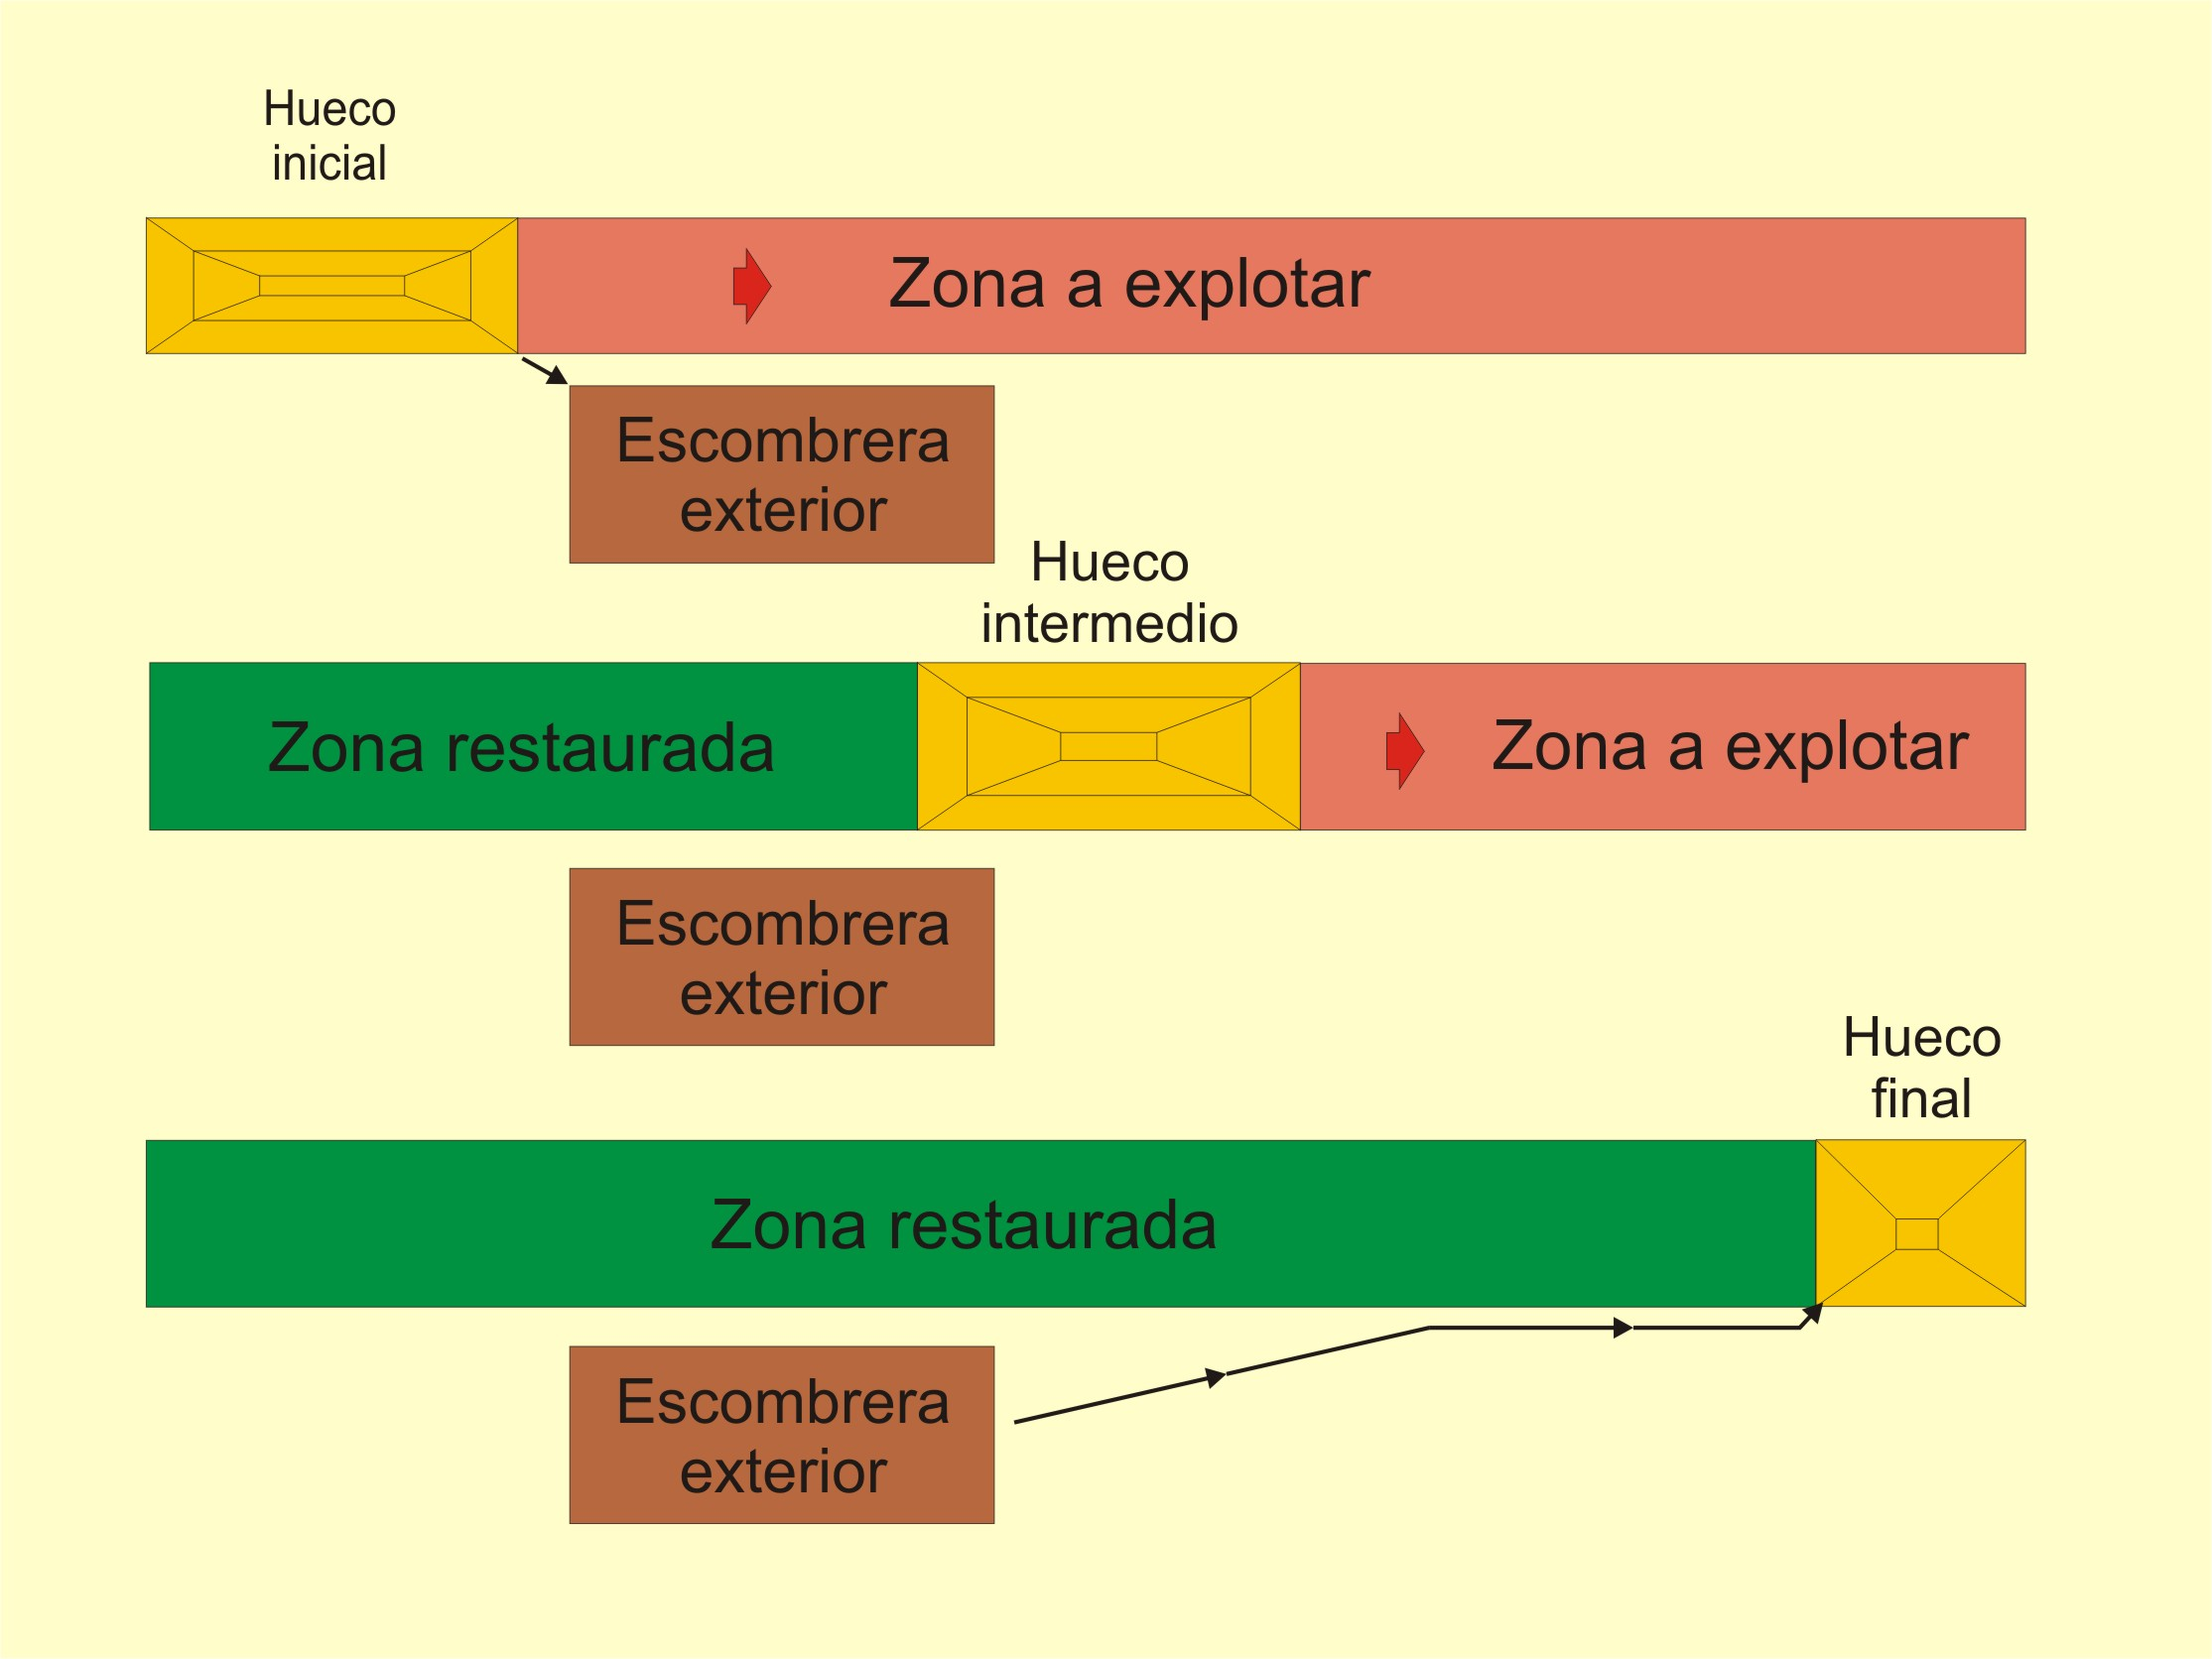 Hueco
inicial
Zona a explotar
Escombrera
exterior
Hueco
intermedio
Zona restaurada
Zona a explotar
Escombrera
exterior
Hueco
final
Zona restaurada
Escombrera
exterior